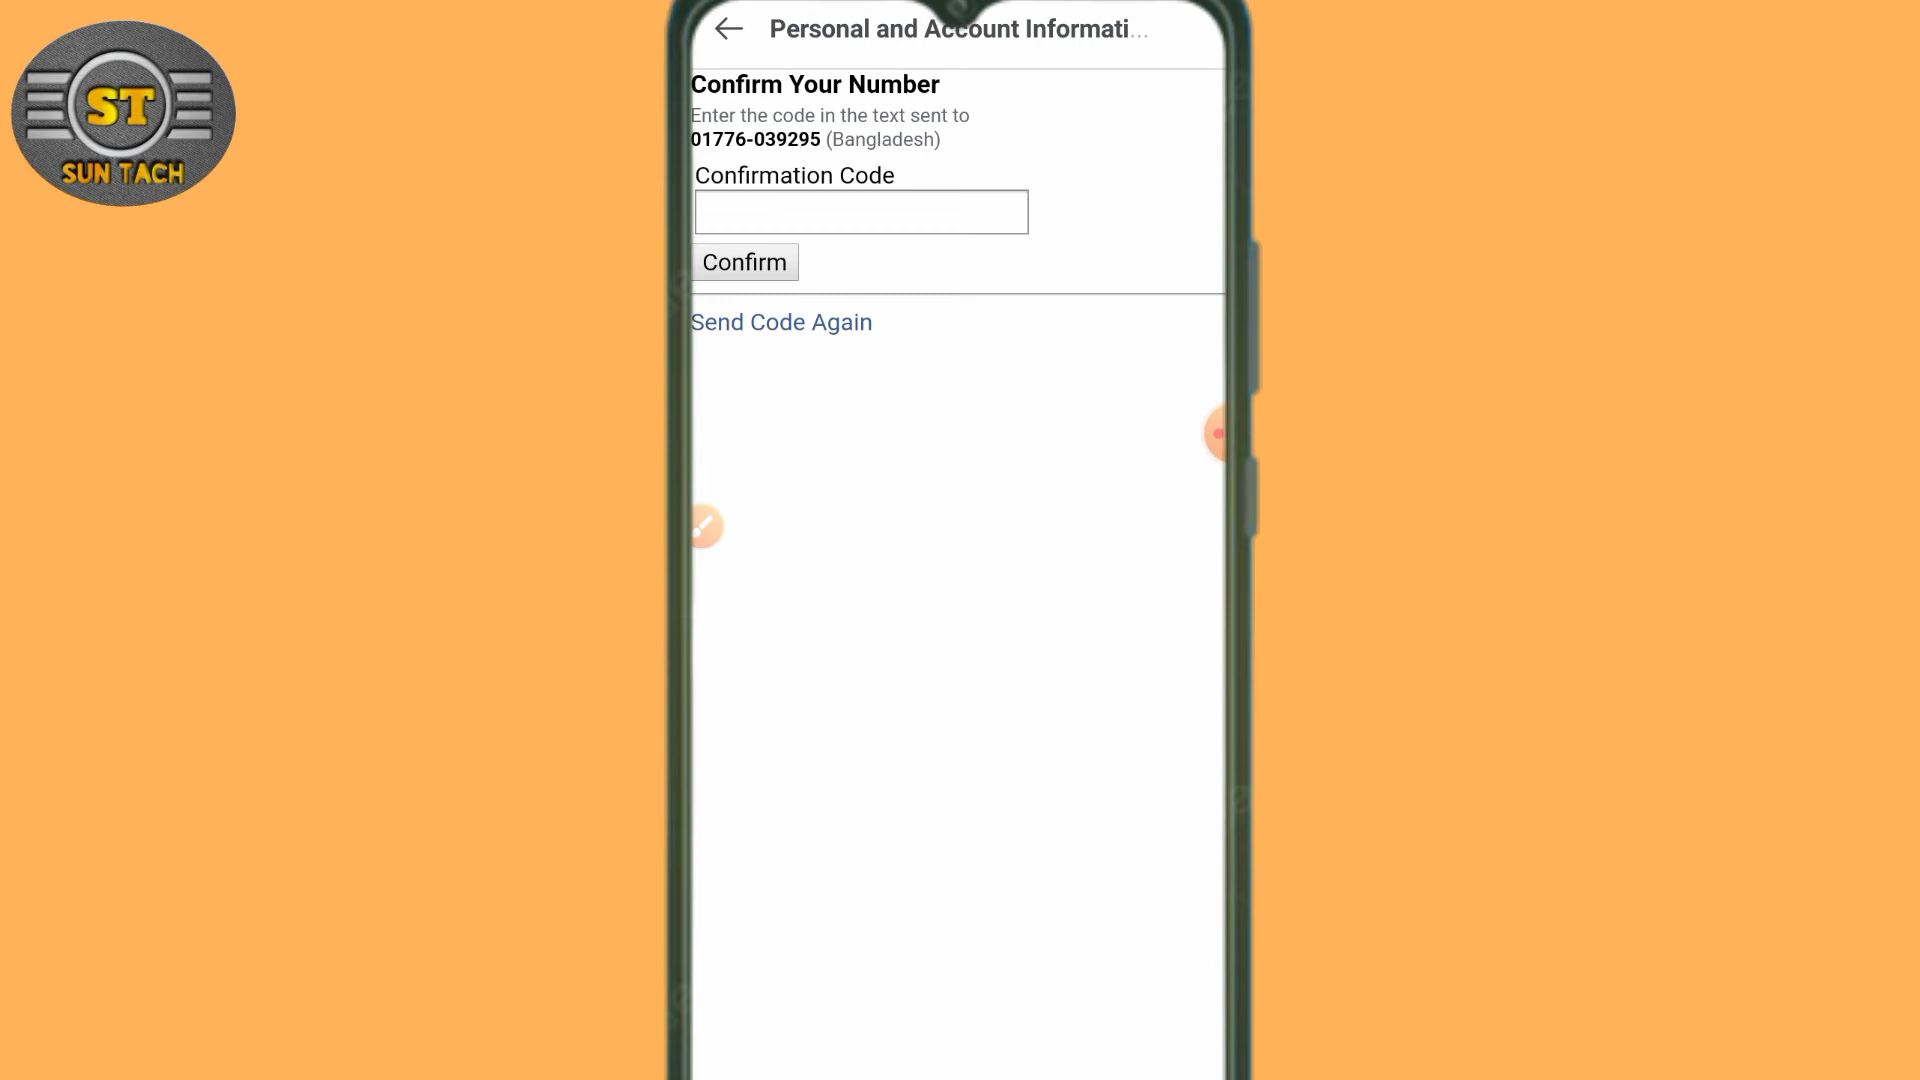 ST
SUN TACH
Personal and Account Informati...
Confirm Your Number
Enter the code in the text sent to
01776-039295 (Bangladesh)
Confirmation Code
Confirm
Send Code Again